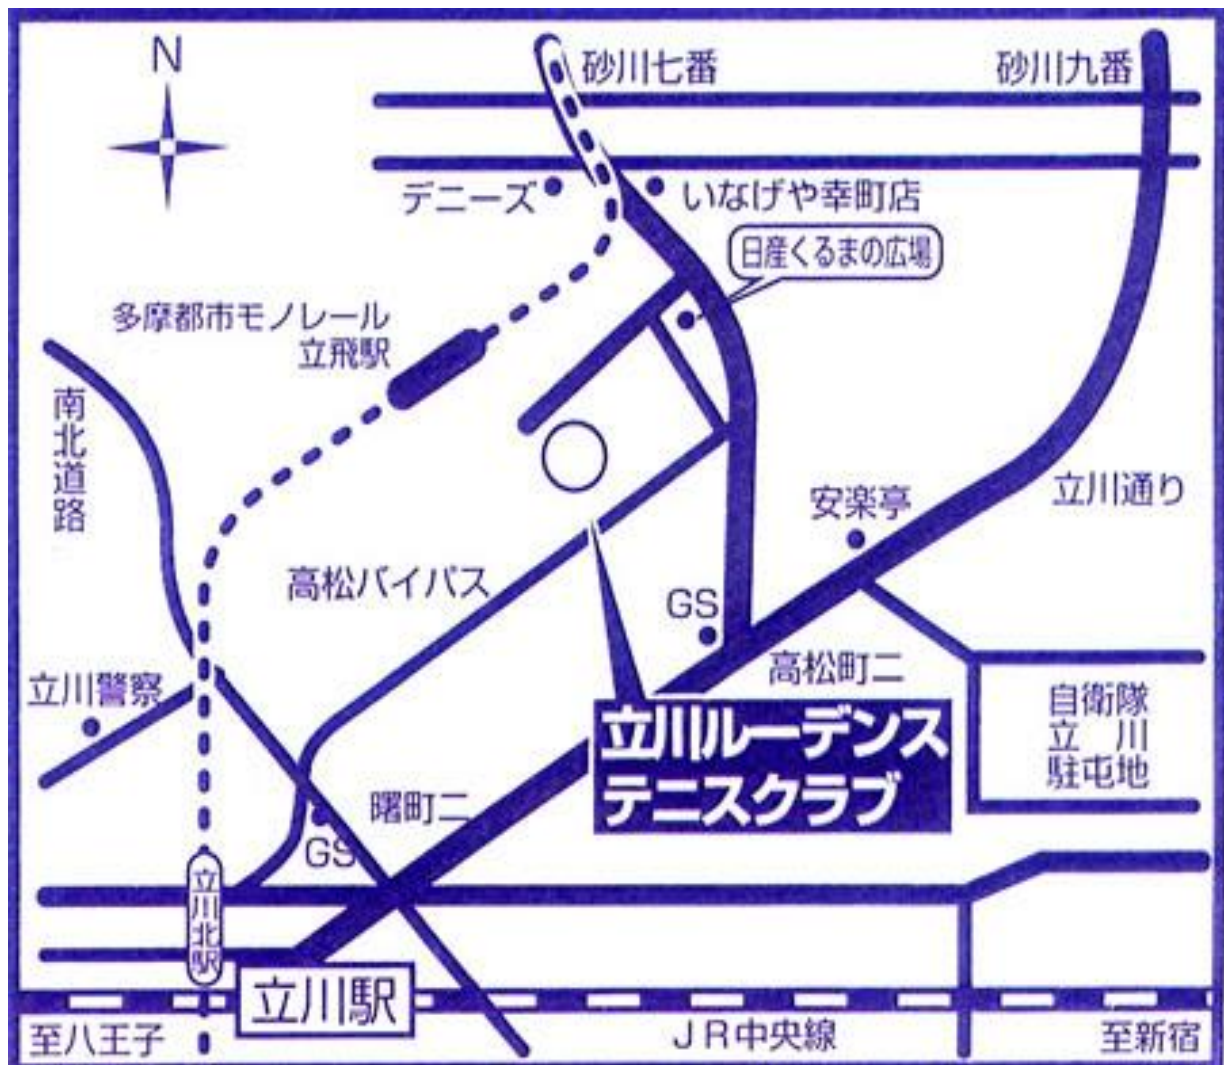 N
砂川七番
砂川九番
デニーズ
いなげや幸町店
日産くるまの広場
多摩都市モノレール
立飛駅
南北道路
立川通り
安楽亭
高松バイパス
GS
高松町二
立川警察
自衛隊
立川
駐屯地
立川ルーデンス
テニスクラブ
曙町二
GS
立川北駅
立川駅
至八王子
JR中央線
至新宿